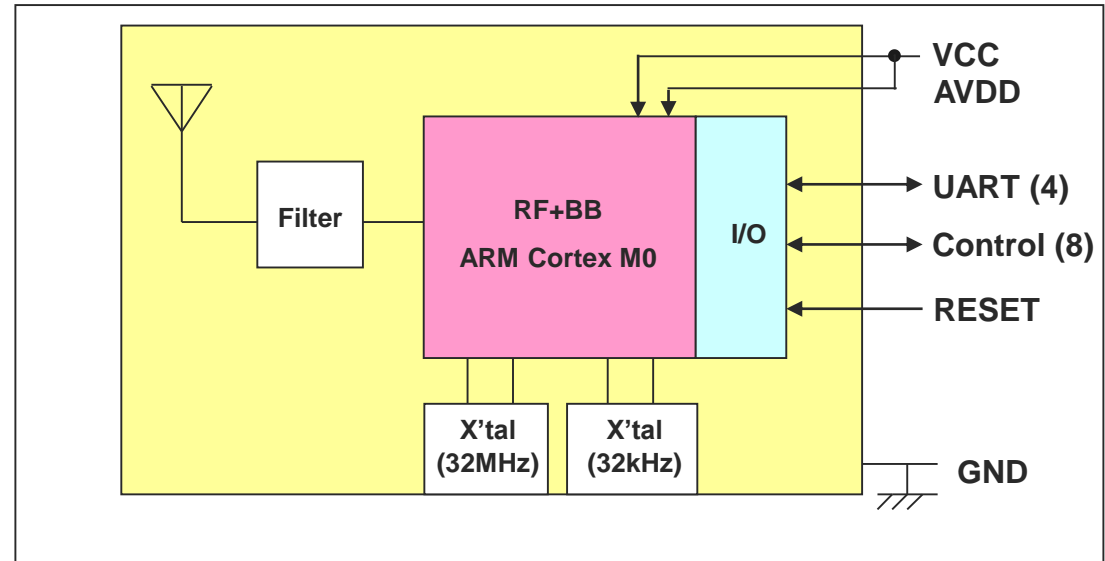 VCC
AVDD
Filter
RF+BB
ARM Cortex M0
I/O
UART (4)
Control (8)
RESET
X'tal
(32MHz)
X'tal
(32kHz)
GND